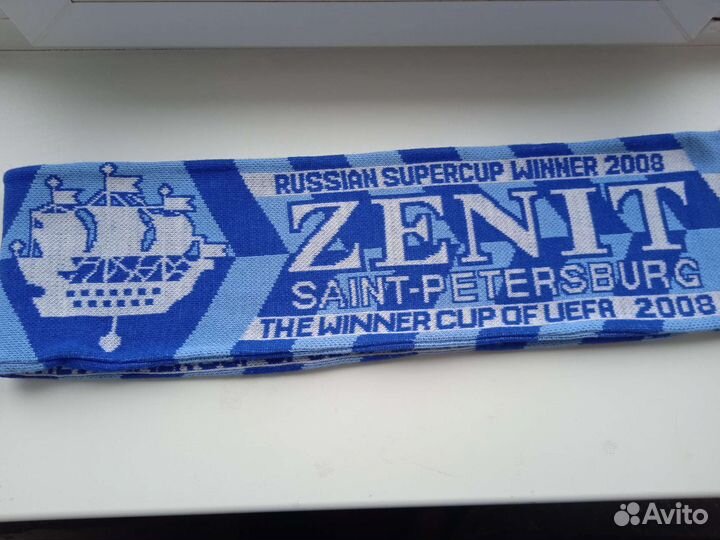 RUSSIAN SUPERCUP WINNER 2008
ZENIT
SAINT-PETERSBURG
THE WINNER CUP OF UEFA 2008
Avito